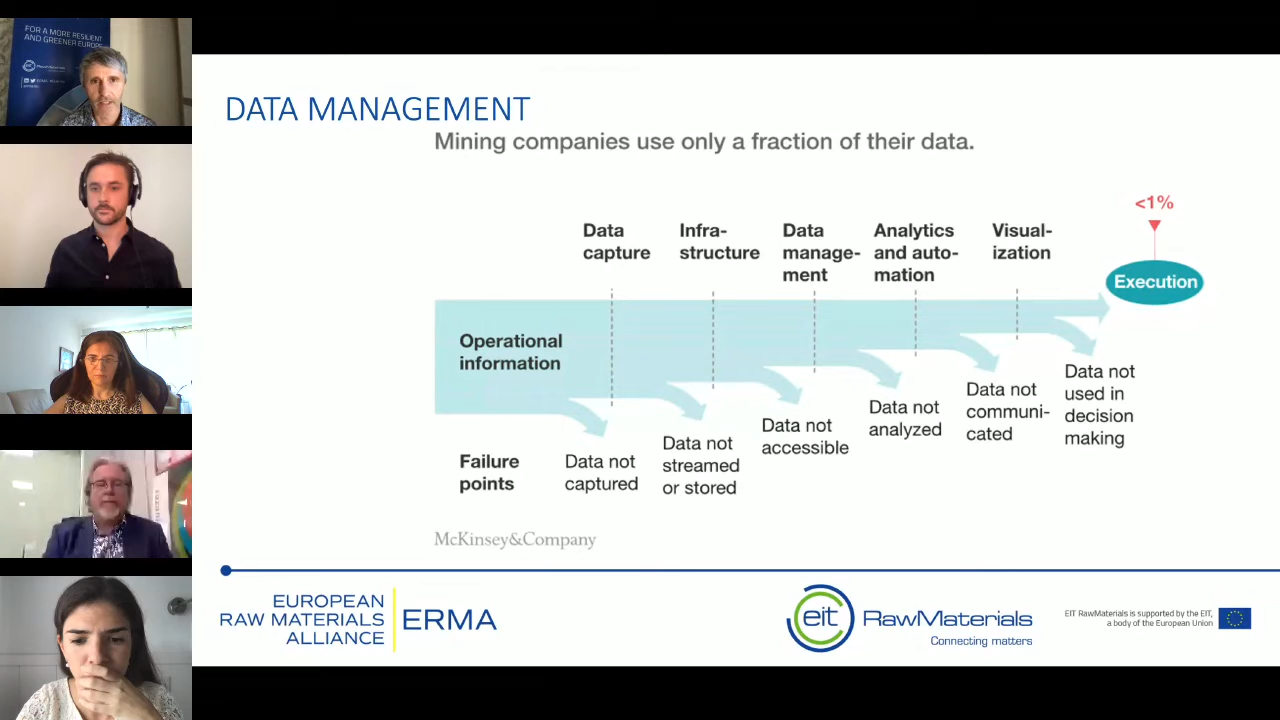 FOR A MORE RESILIENT
AND GREENER EUROPE
DATA MANAGEMENT
Mining companies use only a fraction of their data.
<1%
Data
capture
Infra-
structure
Data
manage-
ment
Analytics
and auto-
mation
Visual-
ization
Execution
Operational
information
Failure
points
Data not
captured
Data not
streamed
or stored
Data not
accessible
Data not
analyzed
Data not
communi-
cated
Data not
used in
decision
making
McKinsey&Company
EUROPEAN
RAW MATERIALS
ALLIANCE
ERMA
eit
RawMaterials
Connecting matters
EIT RawMaterials is supported by the EIT,
a body of the European Union